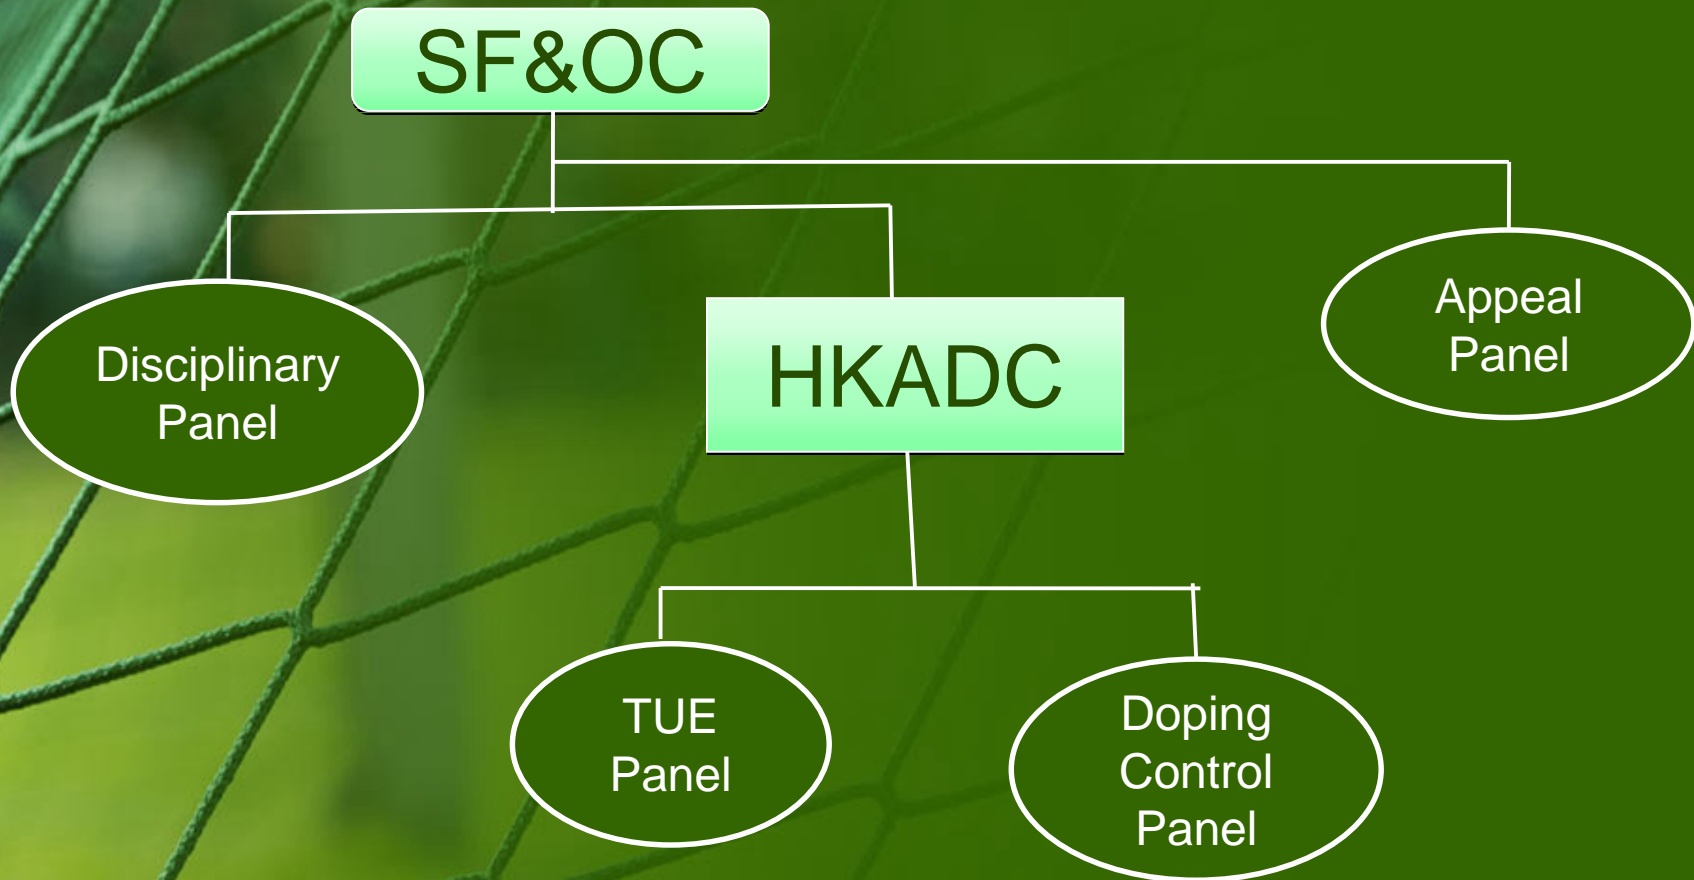 SF&OC
Disciplinary
Panel
HKADC
Appeal
Panel
TUE
Panel
Doping
Control
Panel